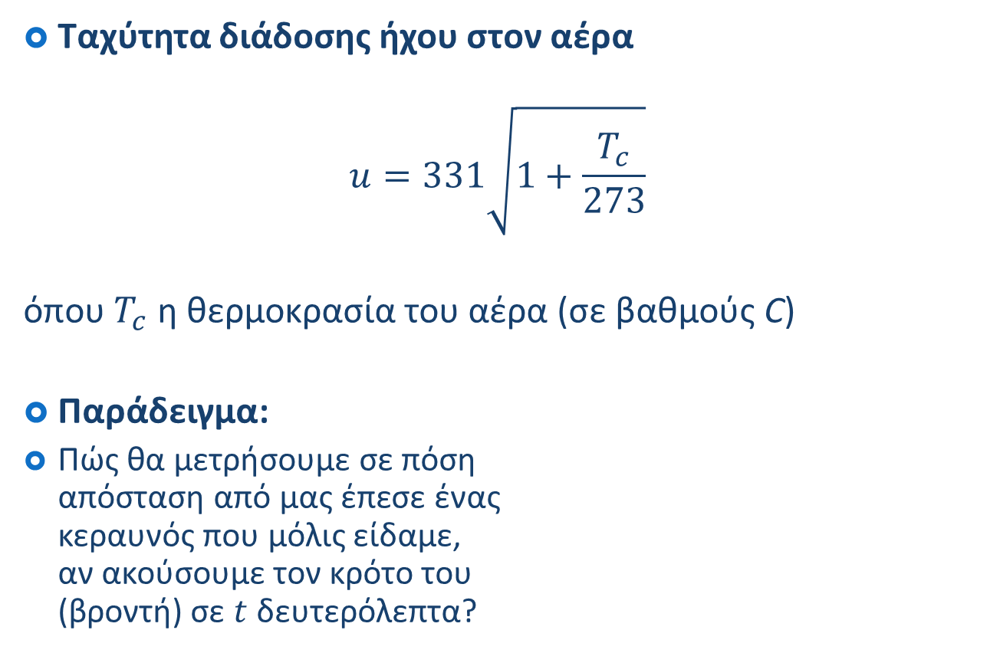 Ταχύτητα διάδοσης ήχου στον αέρα
u = 331 √(1 + T_c/273)
όπου T_c η θερμοκρασία του αέρα (σε βαθμούς C)
Παράδειγμα:
Πώς θα μετρήσουμε σε πόση
απόσταση από μας έπεσε ένας
κεραυνός που μόλις είδαμε,
αν ακούσουμε τον κρότο του
(βροντή) σε t δευτερόλεπτα?